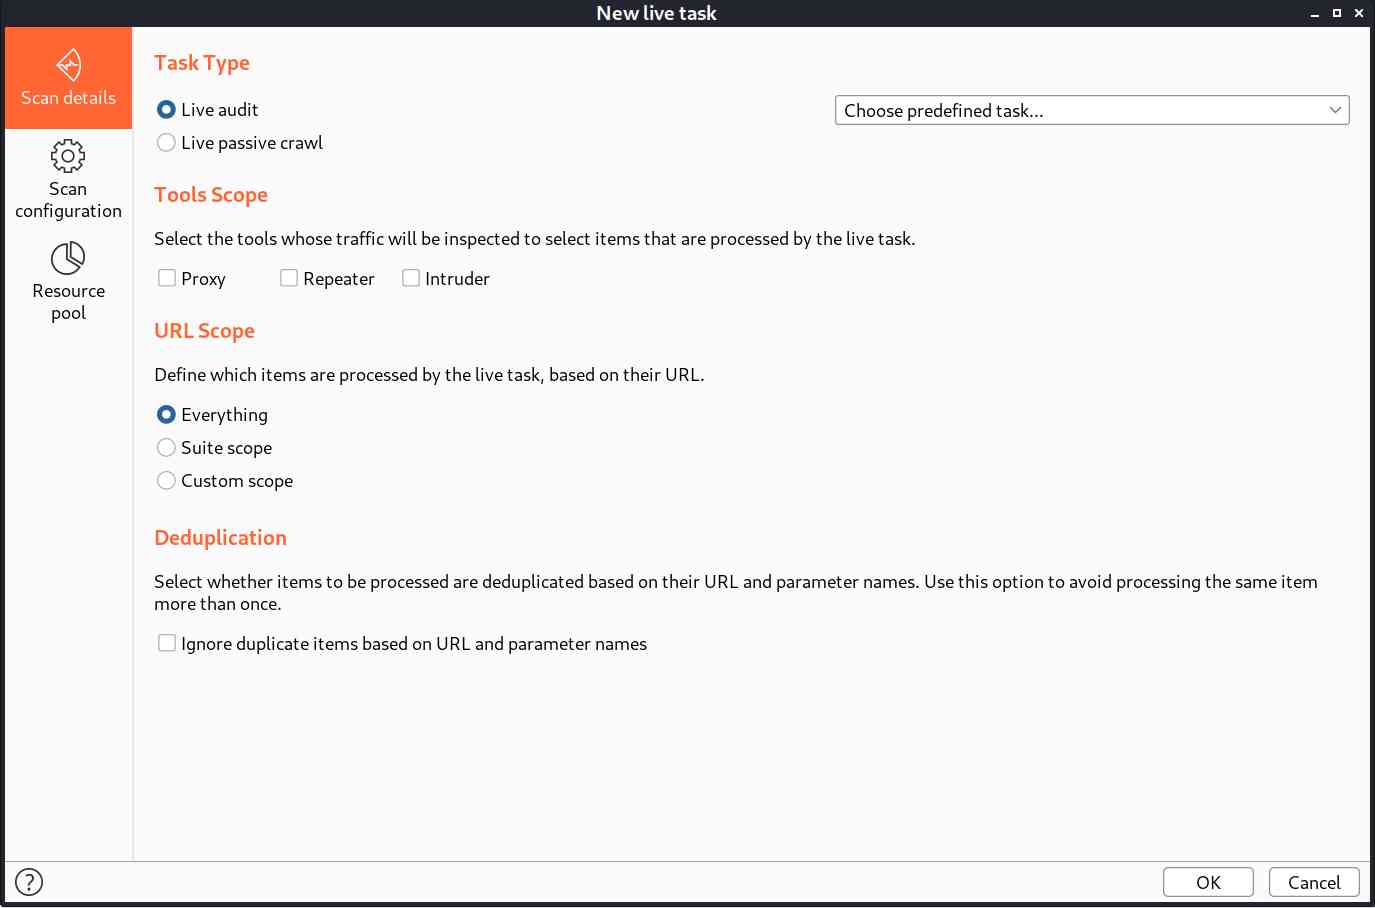 New live task
Scan details
Scan
configuration
Resource
pool
Task Type
Live audit
Choose predefined task...
Live passive crawl
Tools Scope
Select the tools whose traffic will be inspected to select items that are processed by the live task.
Proxy Repeater Intruder
URL Scope
Define which items are processed by the live task, based on their URL.
Everything
Suite scope
Custom scope
Deduplication
Select whether items to be processed are deduplicated based on their URL and parameter names. Use this option to avoid processing the same item
more than once.
Ignore duplicate items based on URL and parameter names
?
OK Cancel